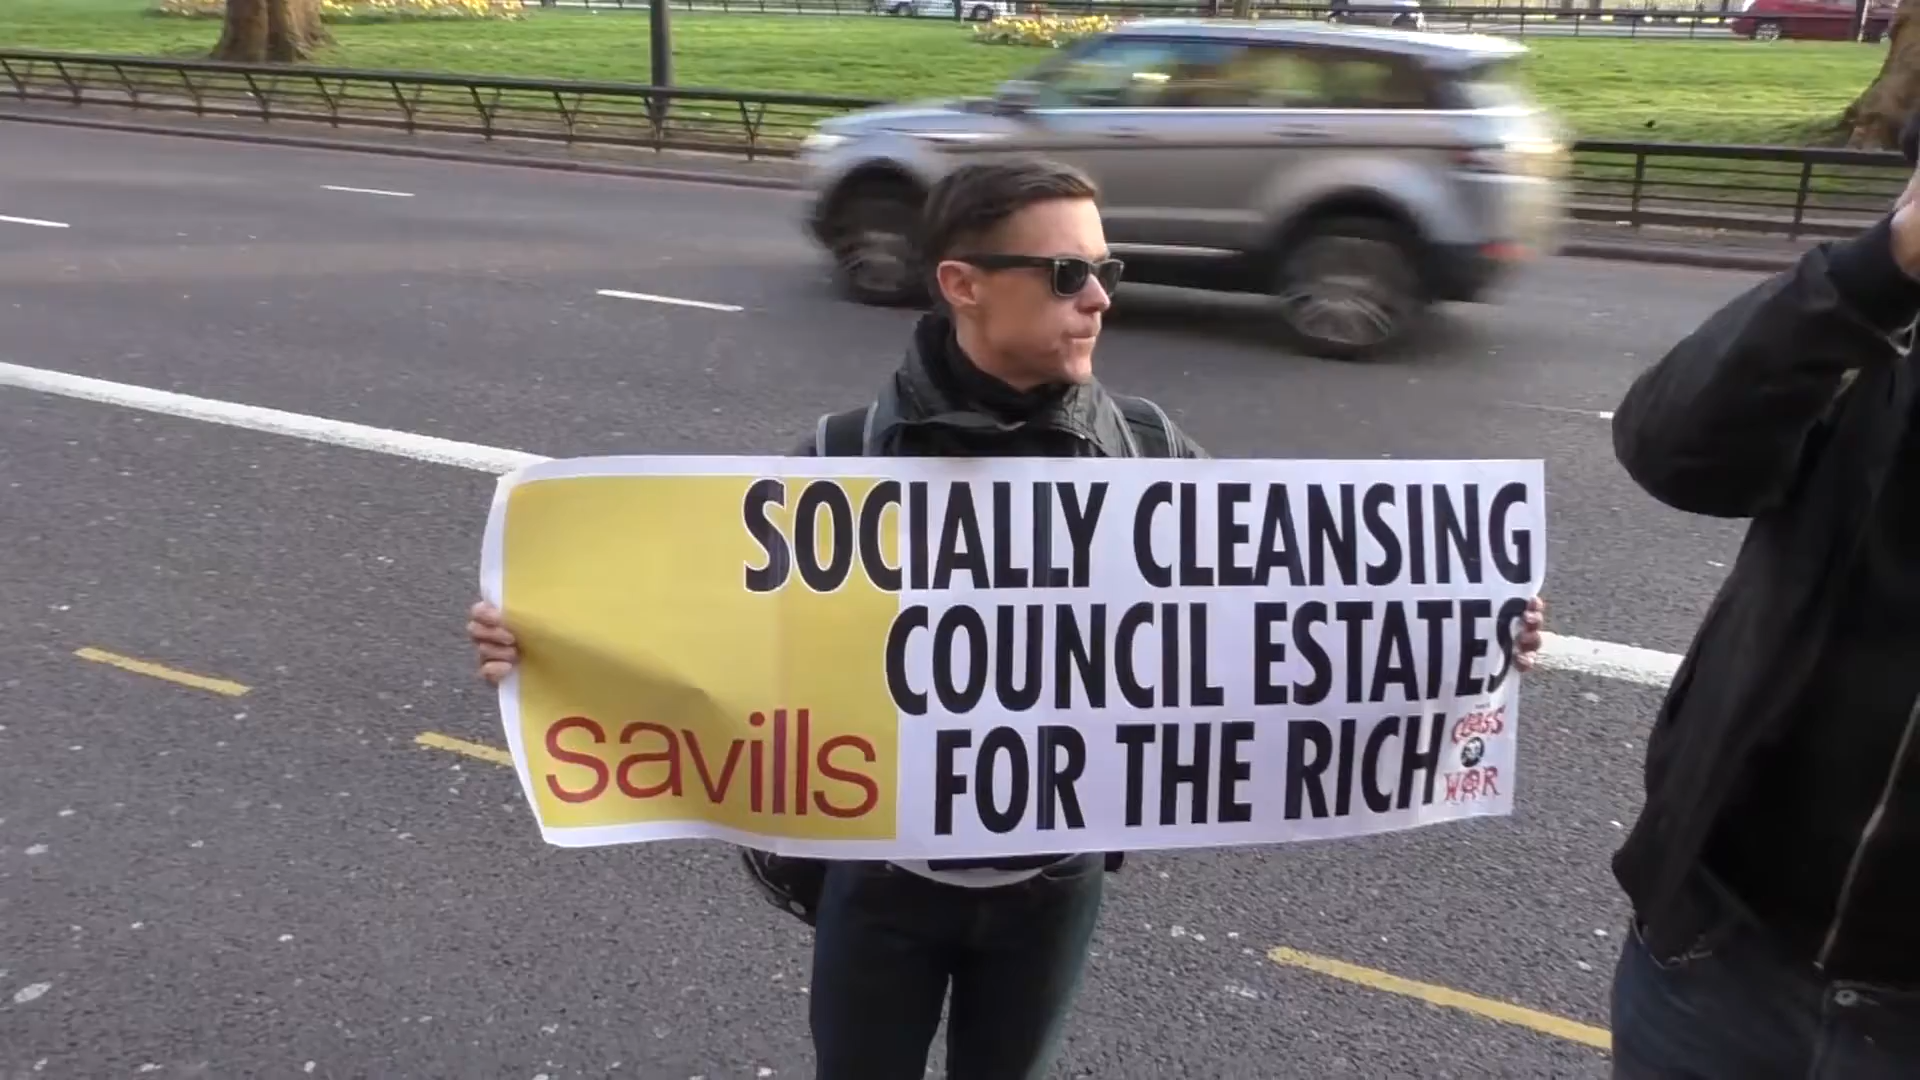 SOCIALLY CLEANSING
COUNCIL ESTATES
FOR THE RICH
savills
CLASS
WAR